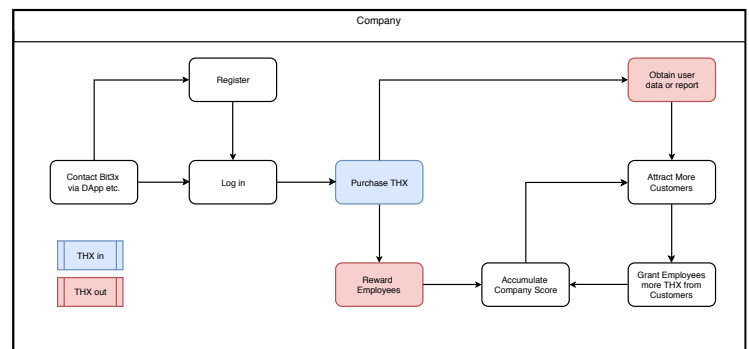 Company
Register
Obtain user
data or report
Contact Bit3x
via DApp etc.
Log in
Purchase THX
Attract More
Customers
THX in
THX out
Reward
Employees
Accumulate
Company Score
Grant Employees
more THX from
Customers